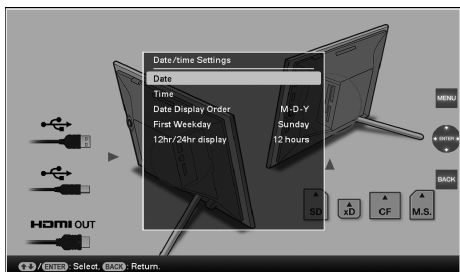 Date/time Settings
Date
Time
Date Display Order M-D-Y
First Weekday Sunday
12hr/24hr display 12 hours
MENU
ENTER
BACK
HDMI OUT
SD
xD
CF
M.S.
/ ENTER : Select, BACK : Return.